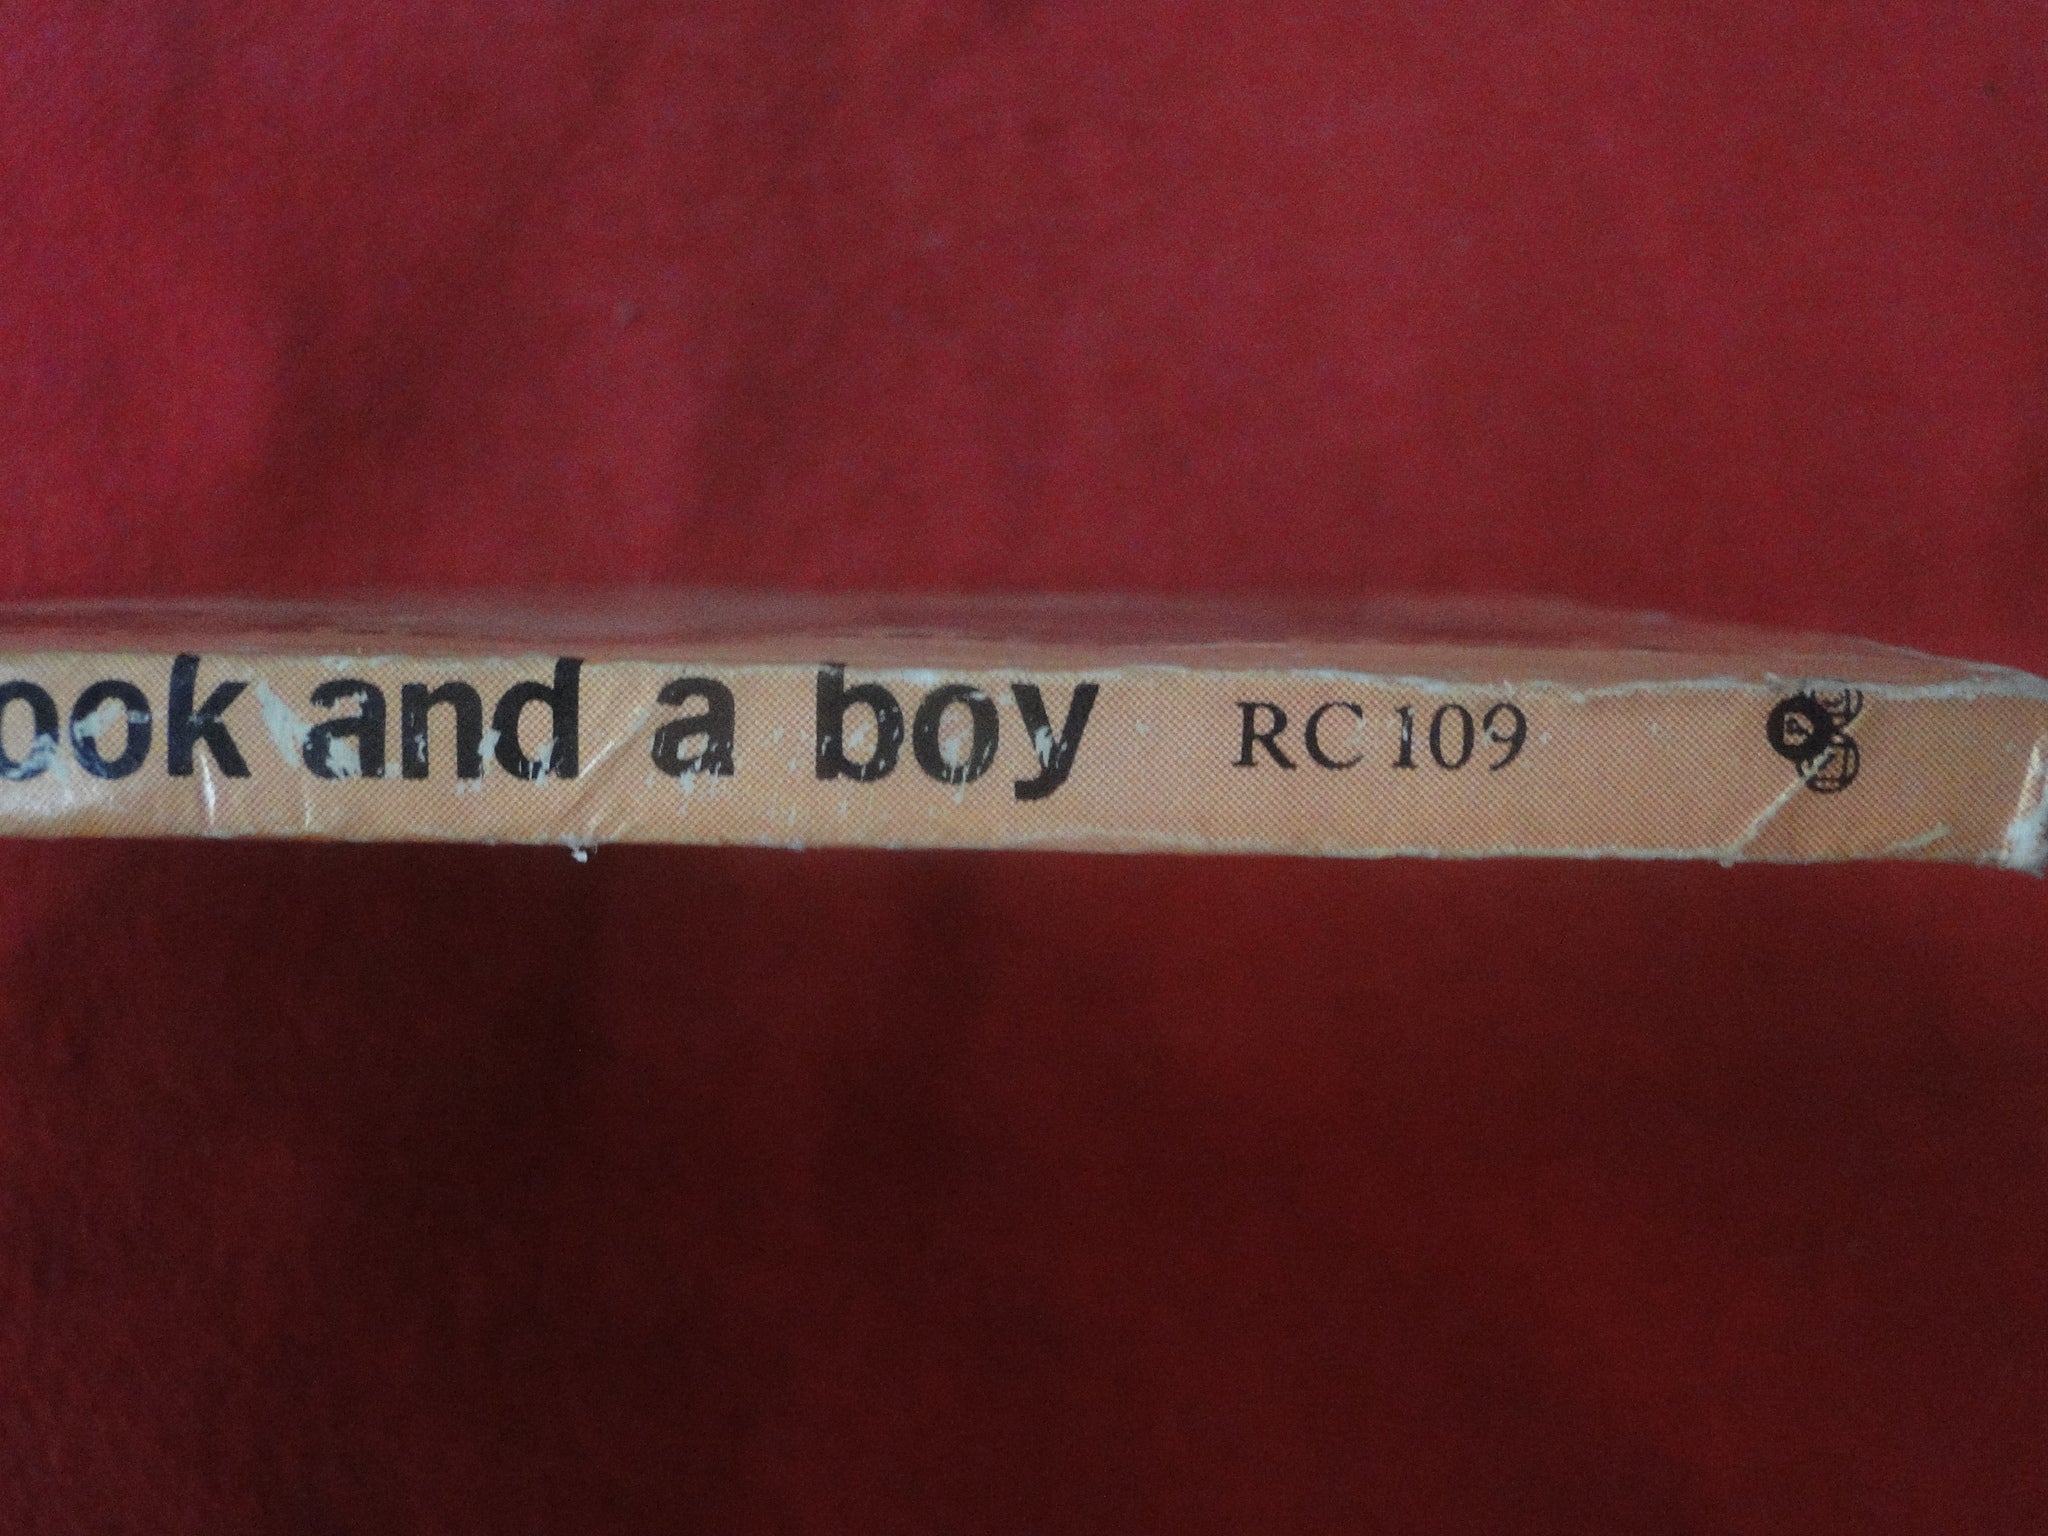 ook and a boy RC 109